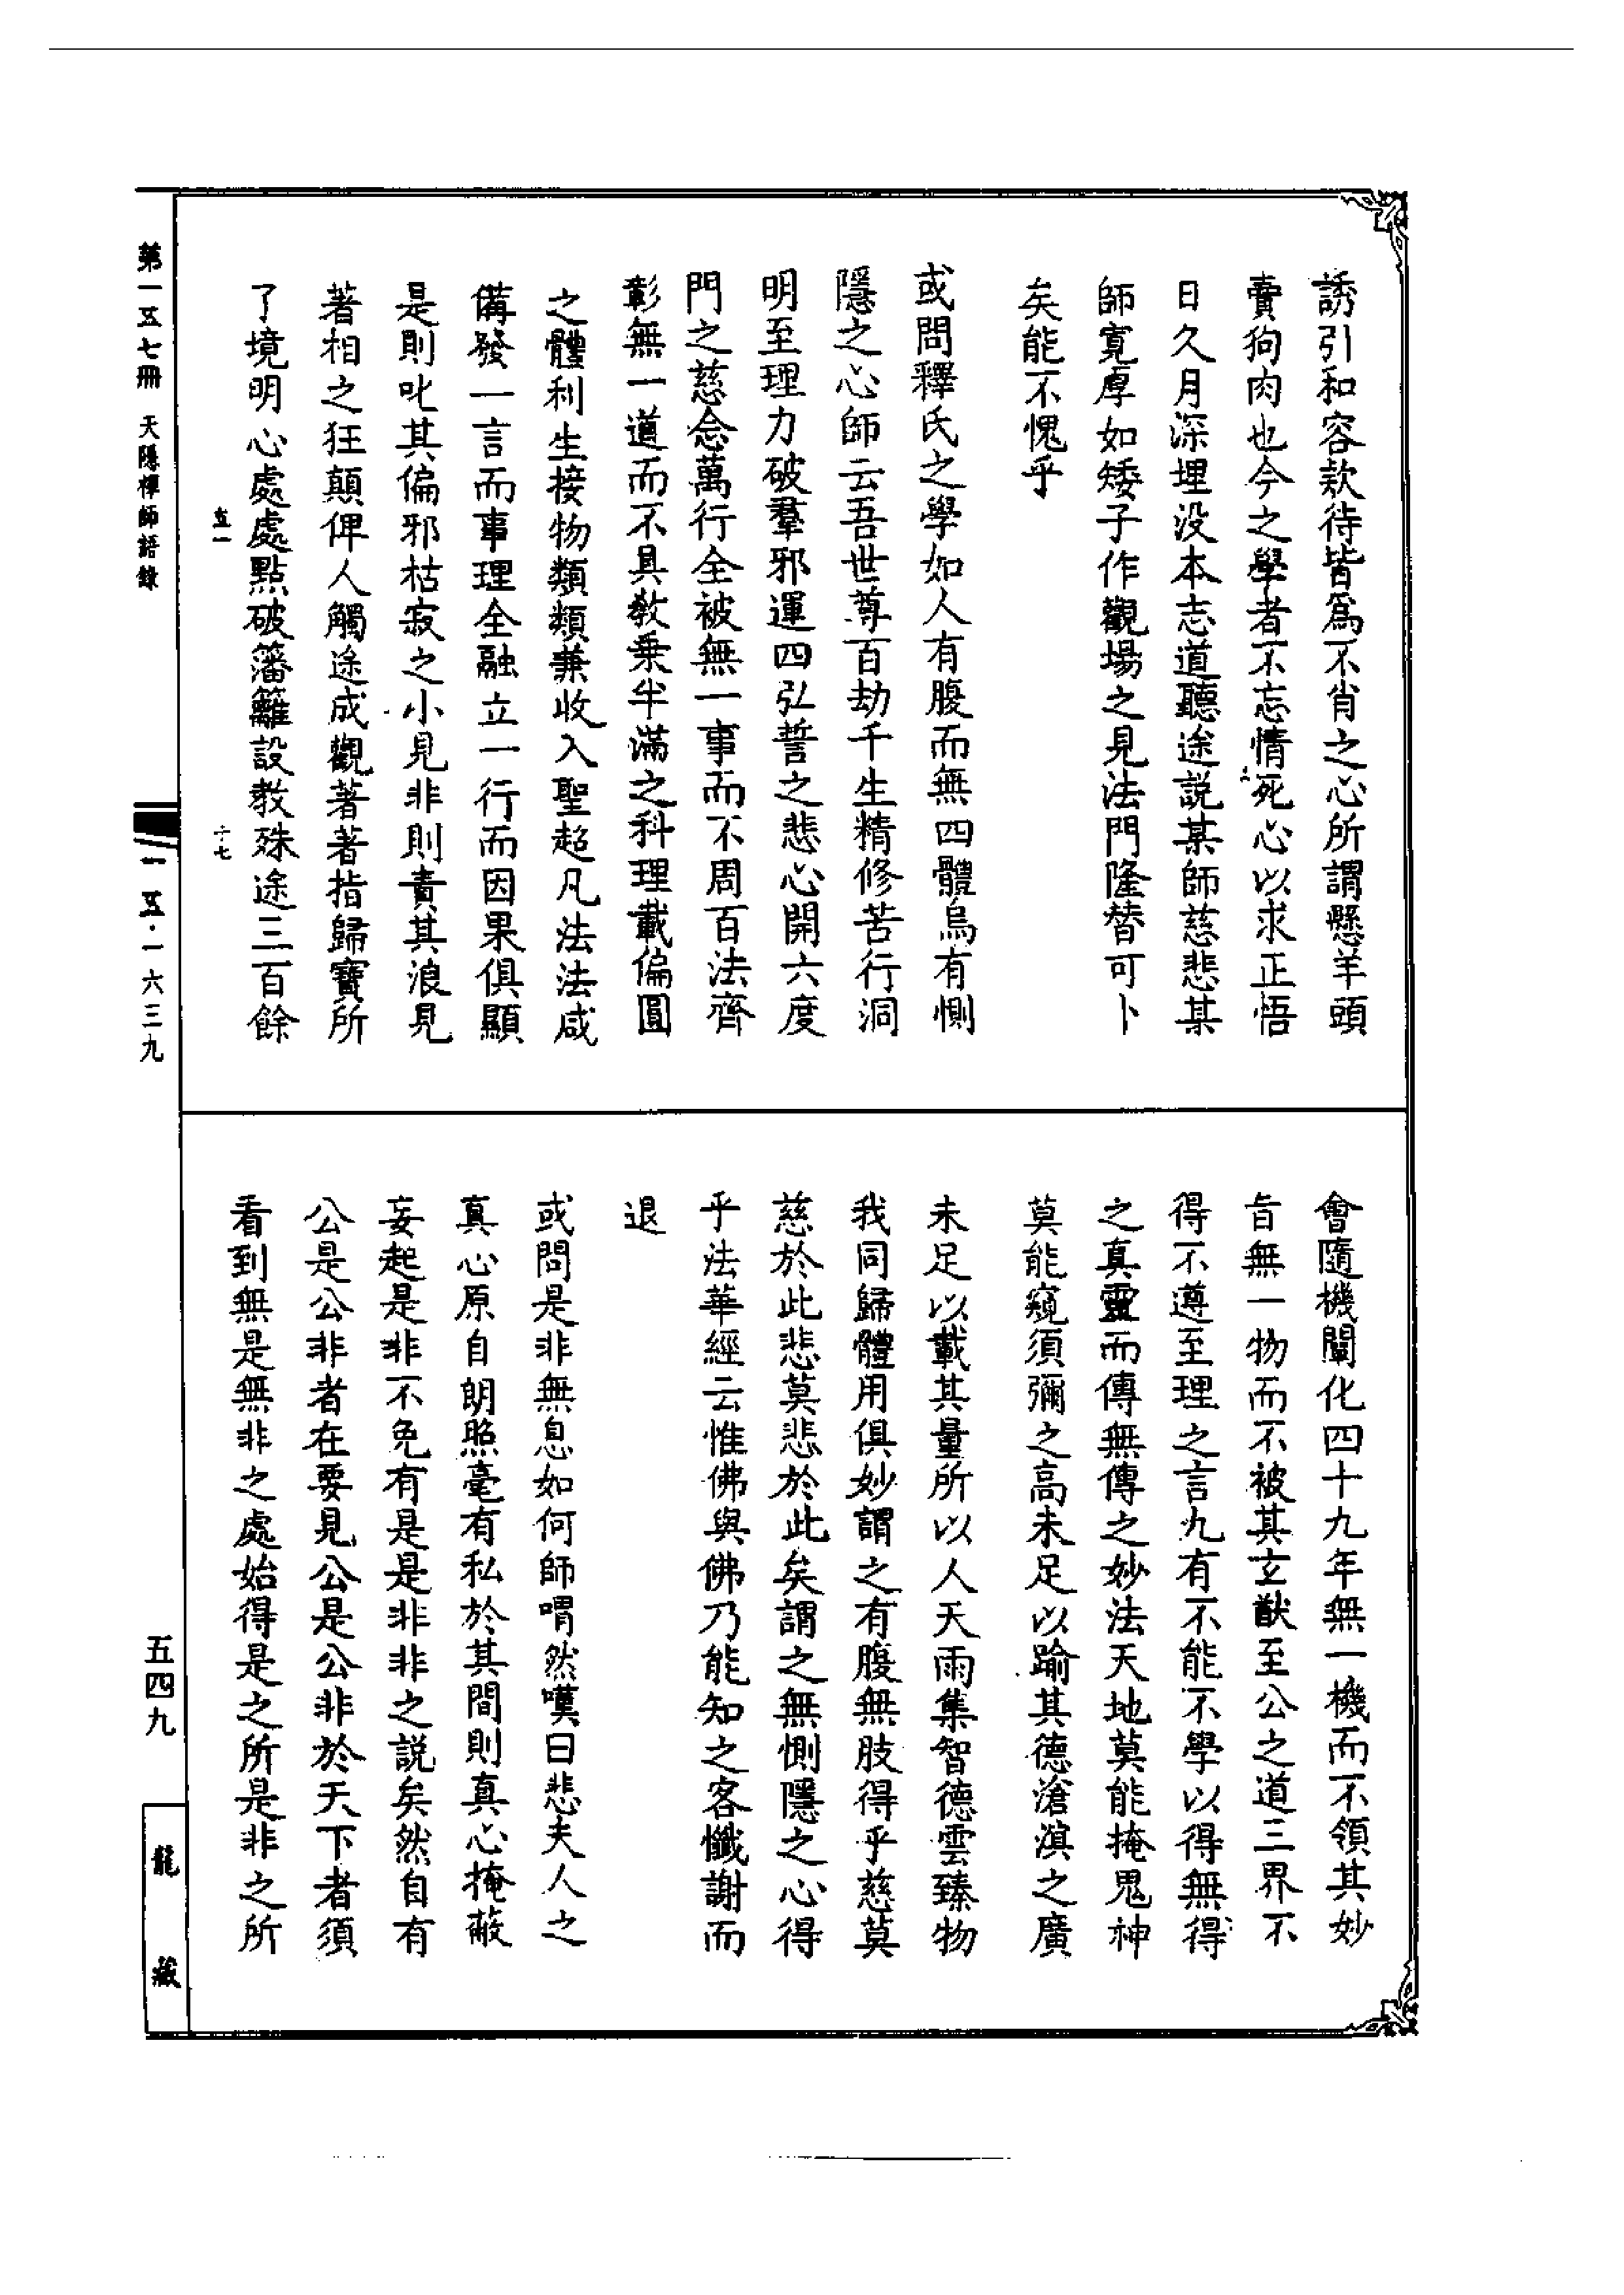 誘引和容款待皆爲不肖之心所謂懸羊頭
賣狗肉也今之學者不忘情死心以求正悟
日久月深埋没本志道聽途説某師慈悲某
師寬厚如矮子作觀場之見法門隆替可卜
矣能不愧乎
或問釋氏之學如人有腹而無四體烏有惻
隱之心師云吾世尊百劫千生精修苦行洞
明至理力破羣邪運四弘誓之悲心開六度
門之慈念萬行全被無一事而不周百法齊
彰無一道而不具教乗半滿之科理載偏圓
之體利生接物類類兼收入聖超凡法法咸
備發一言而事理全融立一行而因果俱顯
是則叱其偏邪枯寂之小見非則責其浪見
著相之狂顛俾人觸途成觀著著指歸寳所
了境明心處處點破籓籬設教殊途三百餘
十七
會隨機闡化四十九年無一機而不領其妙
旨無一物而不被其玄猷至公之道三界不
得不遵至理之言九有不能不學以得無得
之真靈而傳無傳之妙法天地莫能掩鬼神
莫能窺須彌之高未足以踰其德滄溟之廣
未足以載其量所以人天雨集智德雲臻物
我同歸體用俱妙謂之有腹無肢得乎慈莫
慈於此悲莫悲於此矣謂之無惻隱之心得
乎法華經云惟佛與佛乃能知之客懺謝而
退
或問是非無息如何師喟然嘆曰悲夫人之
真心原自朗照毫有私於其間則真心掩蔽
妄起是非不免有是是非非之説矣然自有
公是公非者在要見公是公非於天下者須
看到無是無非之處始得是之所是非之所
第一五七冊 天隱禪師語錄
一五·一六三九
五四九
龍藏